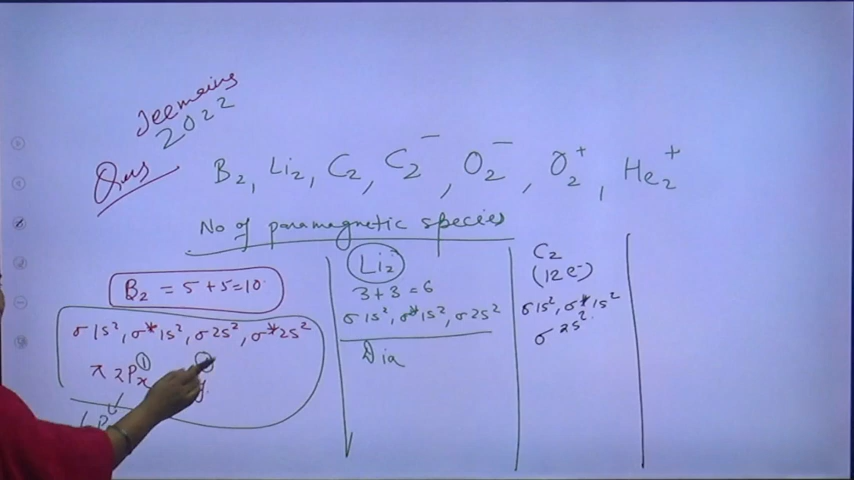 Jeemains
2022
Ques B₂, Li₂, C₂, C₂⁻, O₂⁻, O₂⁺, He₂⁺
No of paramagnetic species
B₂ = 5+5=10
σ1s², σ*1s², σ2s², σ*2s²
π2Pₓ¹
Li₂
3+3=6
σ1s², σ*1s², σ2s²
Dia
C₂
(12e⁻)
σ1s², σ*1s²
σ2s²